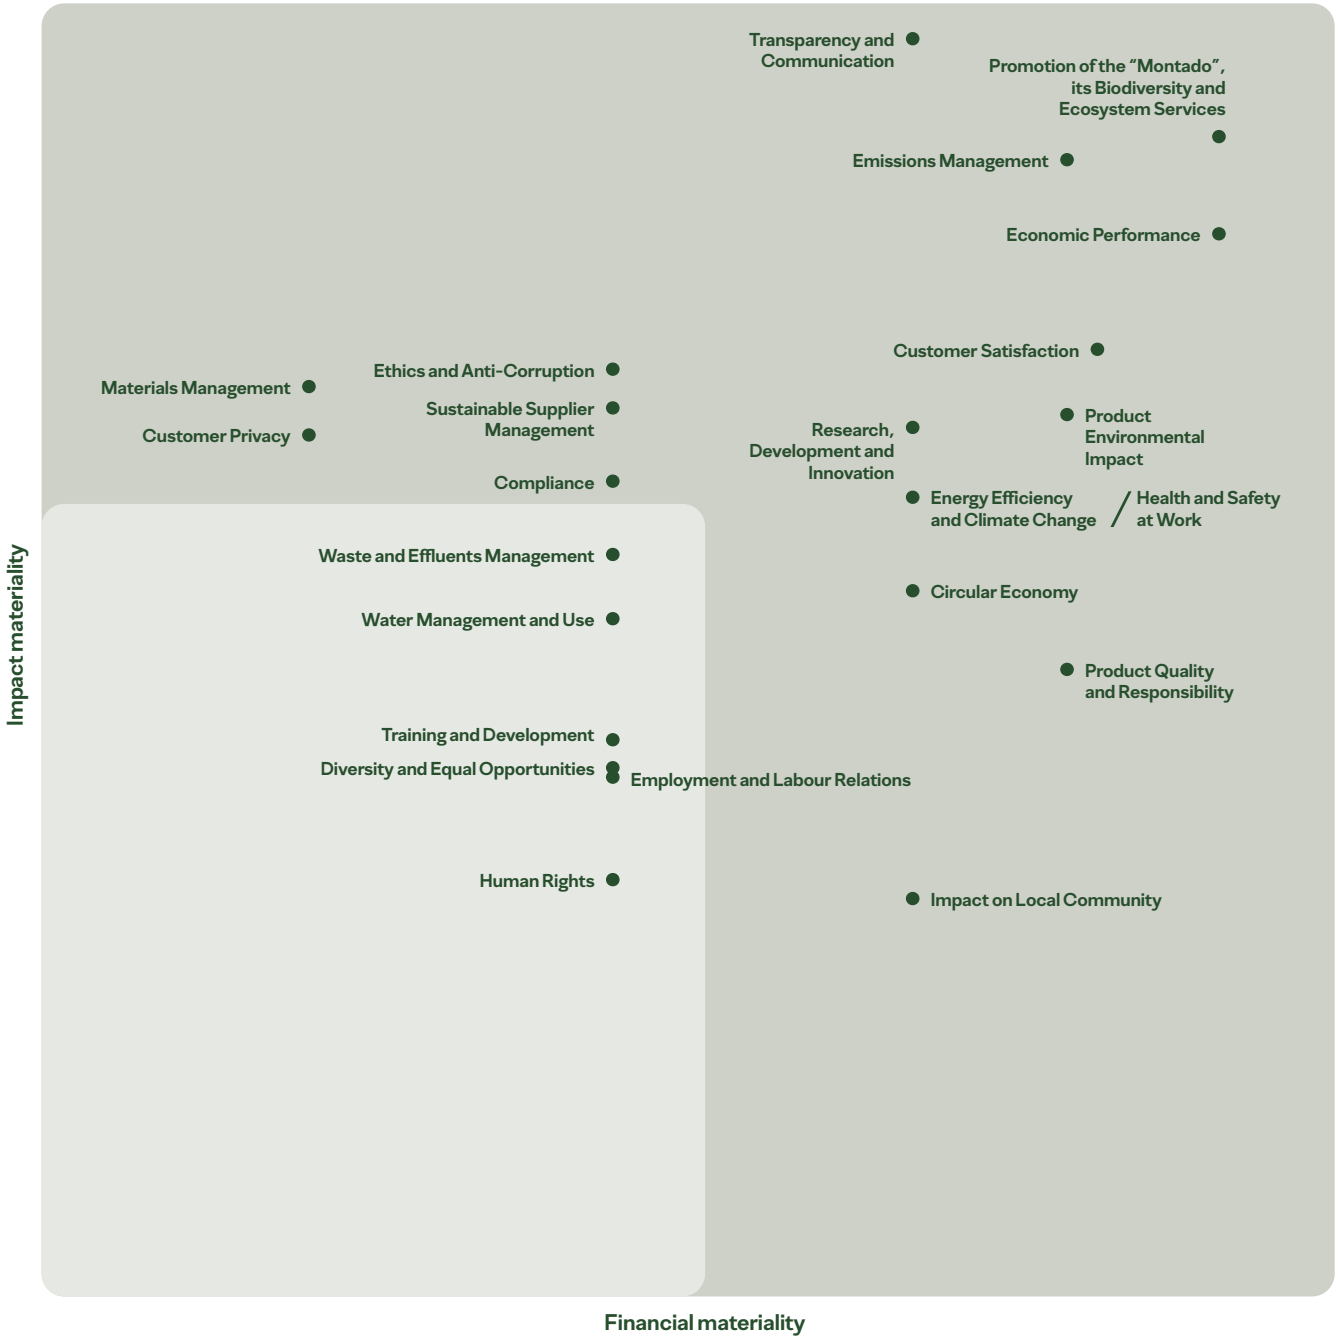 Transparency and
Communication
Promotion of the “Montado”,
its Biodiversity and
Ecosystem Services
Emissions Management
Economic Performance
Customer Satisfaction
Ethics and Anti-Corruption
Materials Management
Sustainable Supplier
Management
Product
Environmental
Impact
Customer Privacy
Research,
Development and
Innovation
Compliance
Energy Efficiency
and Climate Change
/
Health and Safety
at Work
Waste and Effluents Management
Circular Economy
Water Management and Use
Product Quality
and Responsibility
Training and Development
Diversity and Equal Opportunities
Employment and Labour Relations
Human Rights
Impact on Local Community
Impact materiality
Financial materiality